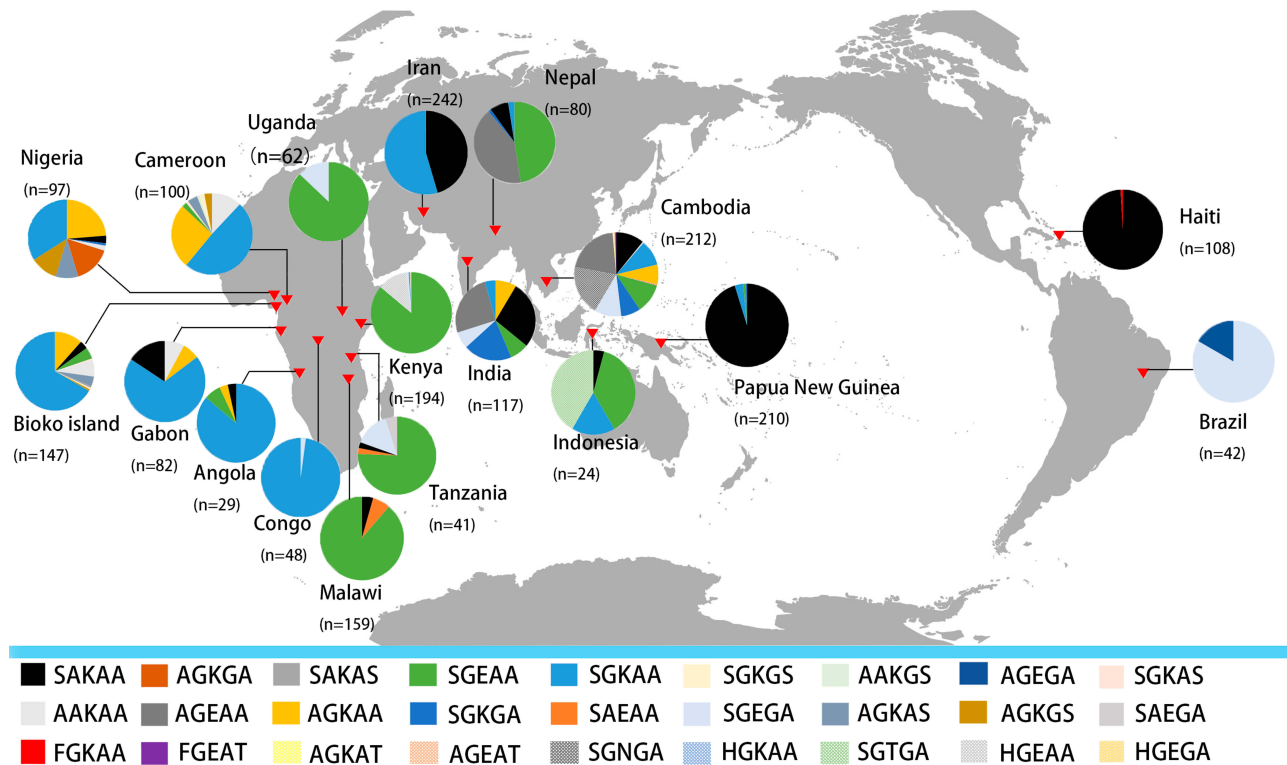 Iran
(n=242)
Nepal
(n=80)
Uganda
(n=62)
Nigeria
(n=97)
Cameroon
(n=100)
Cambodia
(n=212)
Haiti
(n=108)
Kenya
(n=194)
India
(n=117)
Papua New Guinea
(n=210)
Bioko island
(n=147)
Gabon
(n=82)
Angola
(n=29)
Indonesia
(n=24)
Brazil
(n=42)
Congo
(n=48)
Tanzania
(n=41)
Malawi
(n=159)
SAKAA AGKGA SAKAS SGEAA SGKAA SGKGS AAKGS AGEGA SGKAS
AAKAA AGEAA AGKAA SGKGA SAEAA SGEGA AGKAS AGKGS SAEGA
FGKAA FGEAT AGKAT AGEAT SGNGA HGKAA SGTGA HGEAA HGEGA